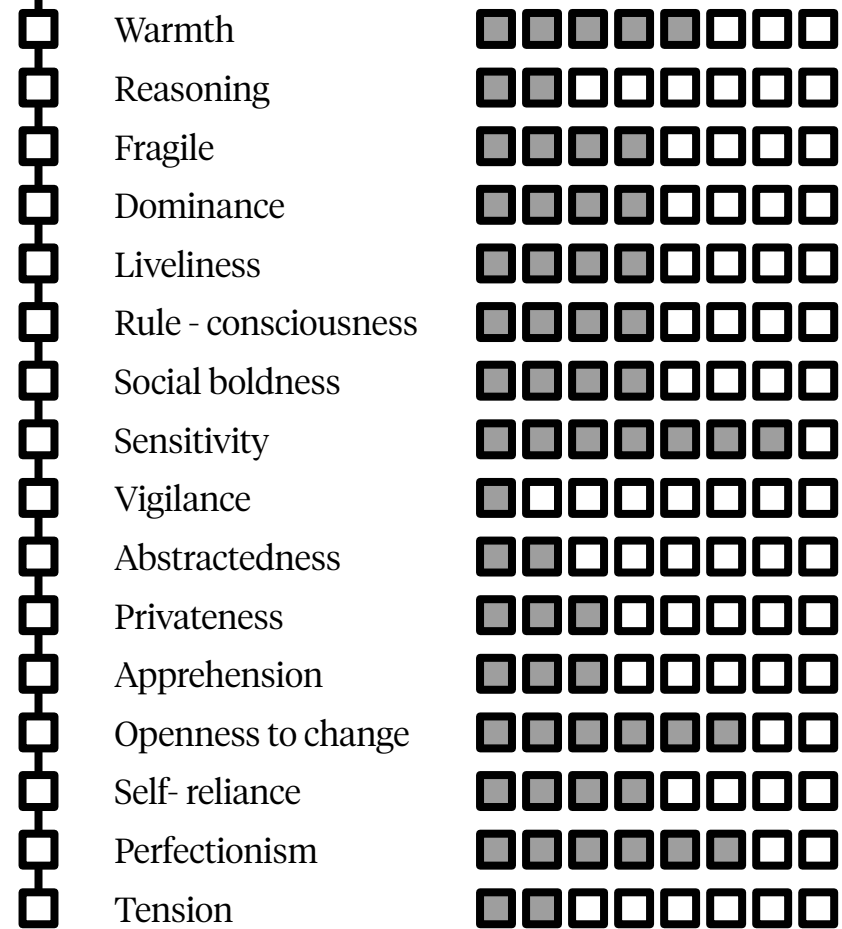 Warmth
Reasoning
Fragile
Dominance
Liveliness
Rule - consciousness
Social boldness
Sensitivity
Vigilance
Abstractedness
Privateness
Apprehension
Openness to change
Self- reliance
Perfectionism
Tension